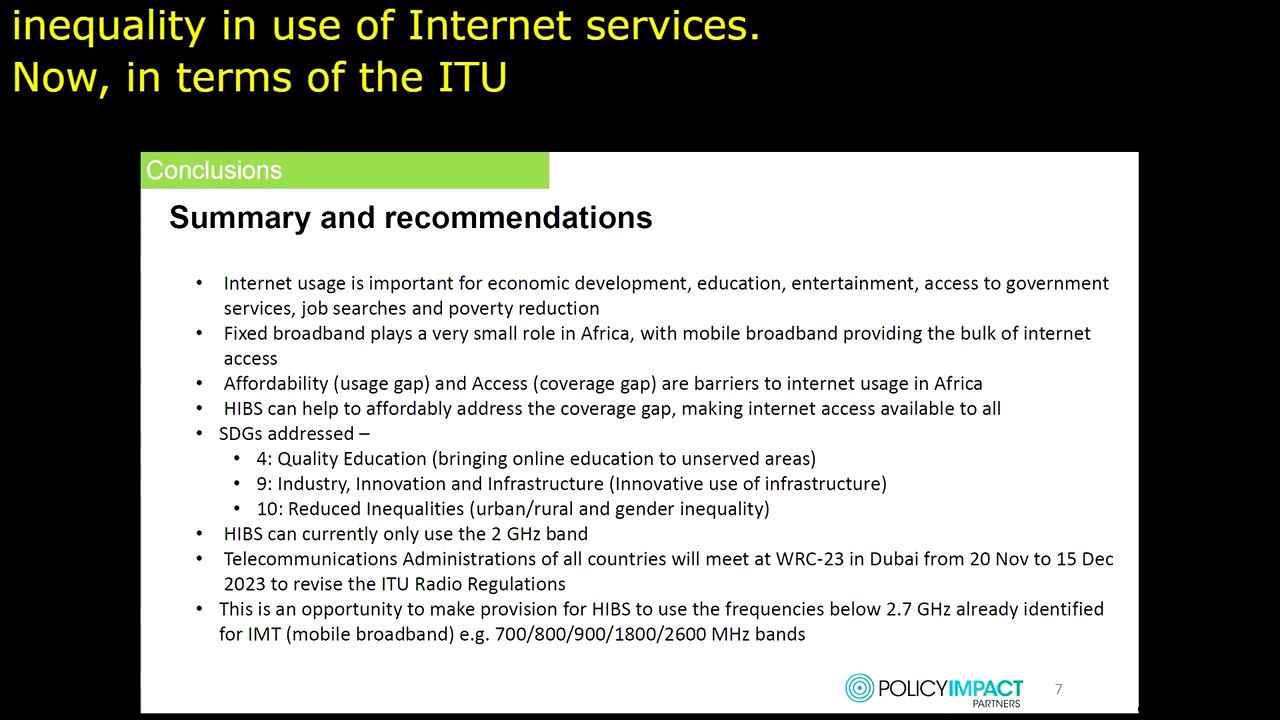 inequality in use of Internet services.
Now, in terms of the ITU
Conclusions
Summary and recommendations
• Internet usage is important for economic development, education, entertainment, access to government
services, job searches and poverty reduction
• Fixed broadband plays a very small role in Africa, with mobile broadband providing the bulk of internet
access
• Affordability (usage gap) and Access (coverage gap) are barriers to internet usage in Africa
• HIBS can help to affordably address the coverage gap, making internet access available to all
• SDGs addressed –
• 4: Quality Education (bringing online education to unserved areas)
• 9: Industry, Innovation and Infrastructure (Innovative use of infrastructure)
• 10: Reduced Inequalities (urban/rural and gender inequality)
• HIBS can currently only use the 2 GHz band
• Telecommunications Administrations of all countries will meet at WRC-23 in Dubai from 20 Nov to 15 Dec
2023 to revise the ITU Radio Regulations
• This is an opportunity to make provision for HIBS to use the frequencies below 2.7 GHz already identified
for IMT (mobile broadband) e.g. 700/800/900/1800/2600 MHz bands
POLICYIMPACT
PARTNERS
7